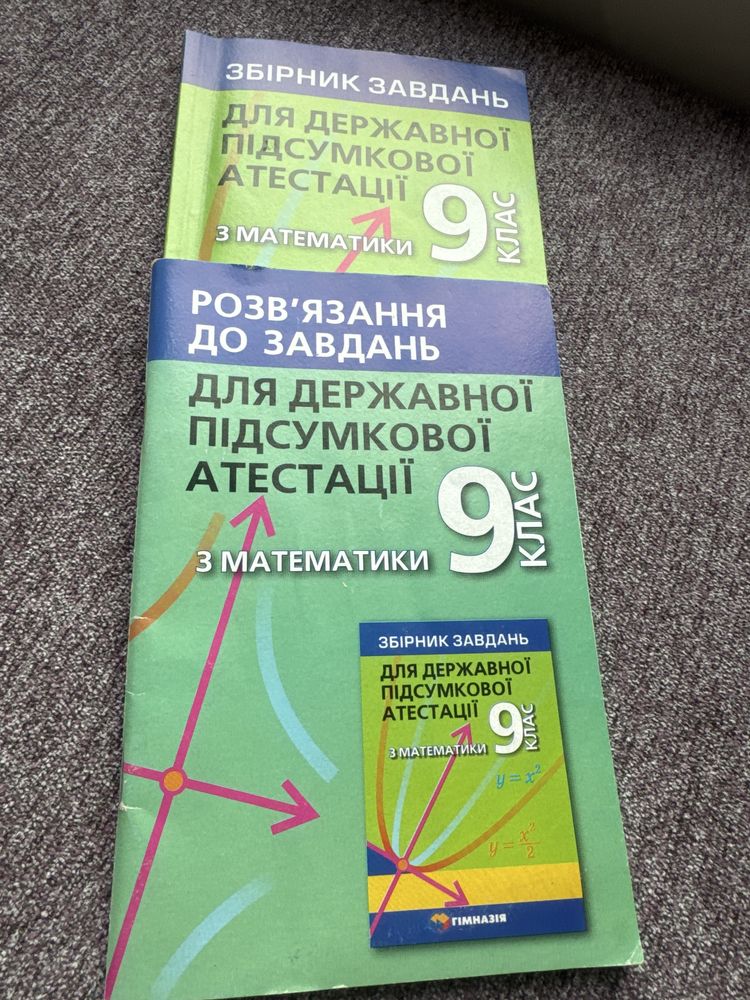 ЗБІРНИК ЗАВДАНЬ
ДЛЯ ДЕРЖАВНОЇ
ПІДСУМКОВОЇ
АТЕСТАЦІЇ
З МАТЕМАТИКИ 9 КЛАС
РОЗВ'ЯЗАННЯ
ДО ЗАВДАНЬ
ДЛЯ ДЕРЖАВНОЇ
ПІДСУМКОВОЇ
АТЕСТАЦІЇ
З МАТЕМАТИКИ 9 КЛАС
ЗБІРНИК ЗАВДАНЬ
ДЛЯ ДЕРЖАВНОЇ
ПІДСУМКОВОЇ
АТЕСТАЦІЇ
З МАТЕМАТИКИ 9 КЛАС
y = x²
y = x²/2
ГІМНАЗІЯ